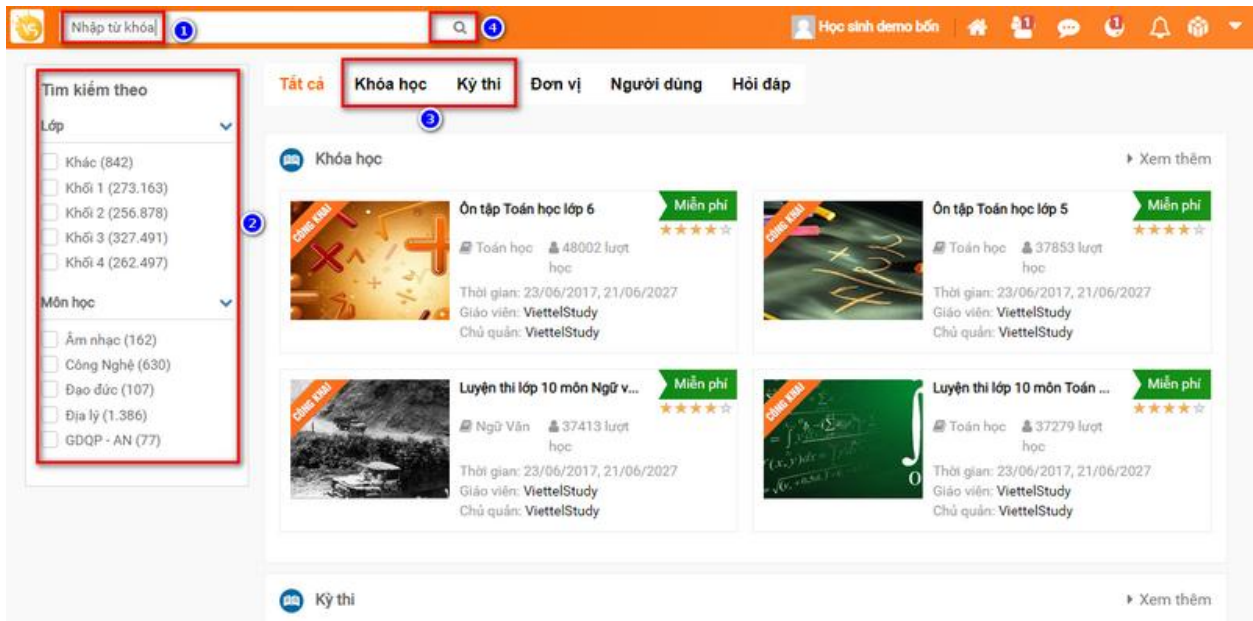 VS
Nhập từ khóa
1
4
Học sinh demo bốn
1
1
Tìm kiếm theo
Lớp
Khác (842)
Khối 1 (273.163)
Khối 2 (256.878)
Khối 3 (327.491)
Khối 4 (262.497)
Môn học
Âm nhạc (162)
Công Nghệ (630)
Đạo đức (107)
Địa lý (1.386)
GDQP - AN (77)
2
Tất cả Khóa học Kỳ thi Đơn vị Người dùng Hỏi đáp
3
Khóa học
Xem thêm
CÔNG KHAI
Ôn tập Toán học lớp 6
Miễn phí
Toán học 48002 lượt
học
Thời gian: 23/06/2017, 21/06/2027
Giáo viên: ViettelStudy
Chủ quản: ViettelStudy
CÔNG KHAI
Ôn tập Toán học lớp 5
Miễn phí
Toán học 37853 lượt
học
Thời gian: 23/06/2017, 21/06/2027
Giáo viên: ViettelStudy
Chủ quản: ViettelStudy
CÔNG KHAI
Luyện thi lớp 10 môn Ngữ v...
Miễn phí
Ngữ Văn 37413 lượt
học
Thời gian: 23/06/2017, 21/06/2027
Giáo viên: ViettelStudy
Chủ quản: ViettelStudy
CÔNG KHAI
Luyện thi lớp 10 môn Toán ...
Miễn phí
Toán học 37279 lượt
học
Thời gian: 23/06/2017, 21/06/2027
Giáo viên: ViettelStudy
Chủ quản: ViettelStudy
Kỳ thi
Xem thêm